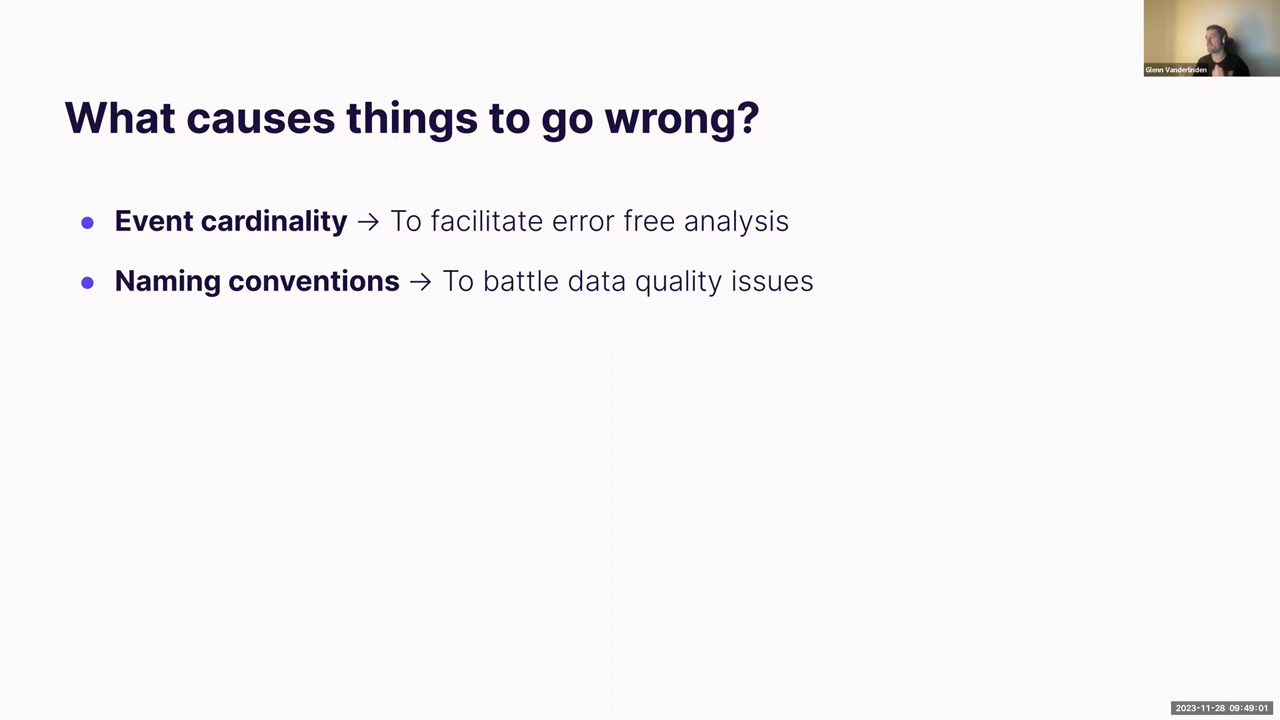 Glenn Vanderlinden
What causes things to go wrong?
● Event cardinality → To facilitate error free analysis
● Naming conventions → To battle data quality issues
2023-11-28 09:49:01